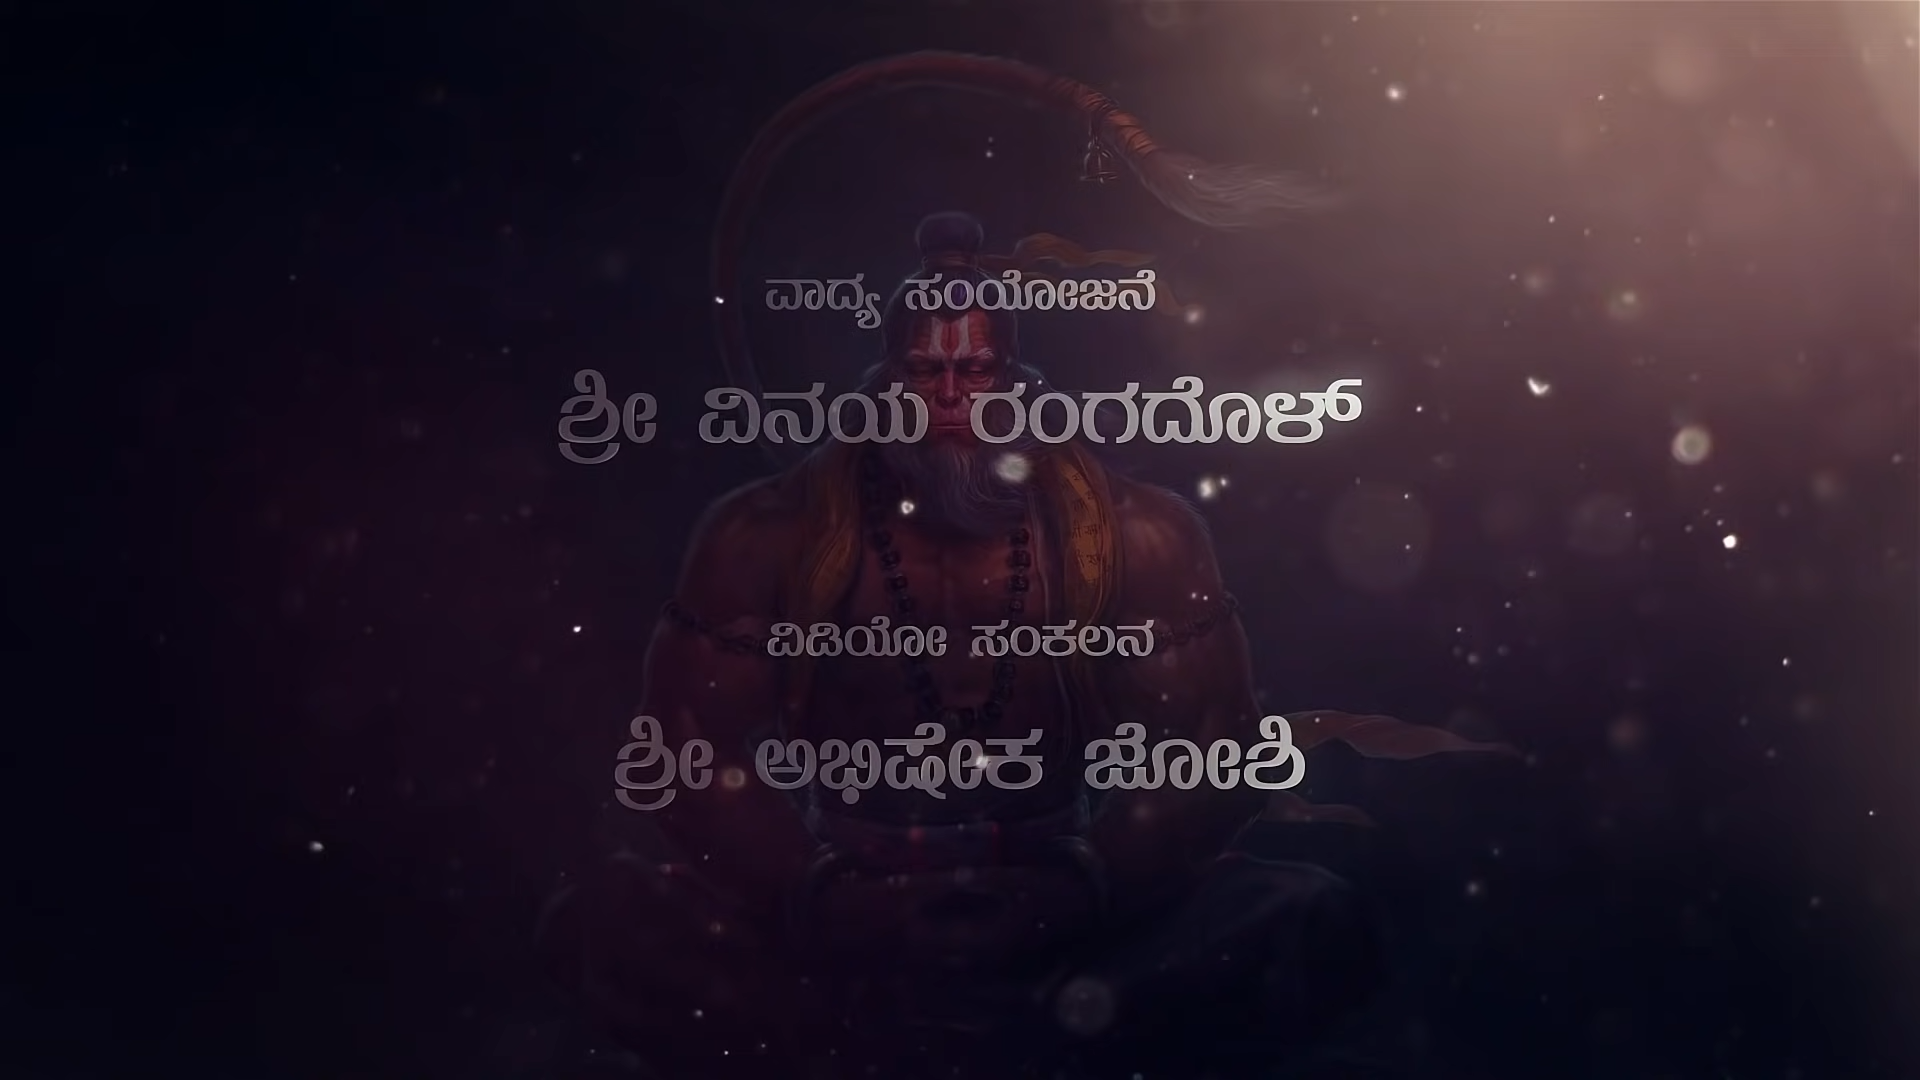 ವಾದ್ಯ ಸಂಯೋಜನೆ
ಶ್ರೀ ವಿನಯ ರಂಗದೊಳ್
ವಿಡಿಯೋ ಸಂಕಲನ
ಶ್ರೀ ಅಭಿಷೇಕ ಜೋಶಿ